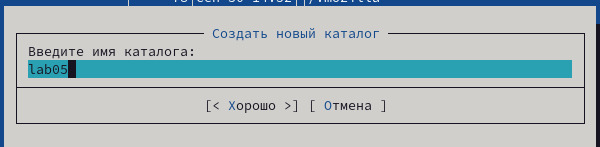 Создать новый каталог
Введите имя каталога:
lab05
[< Хорошо >] [ Отмена ]